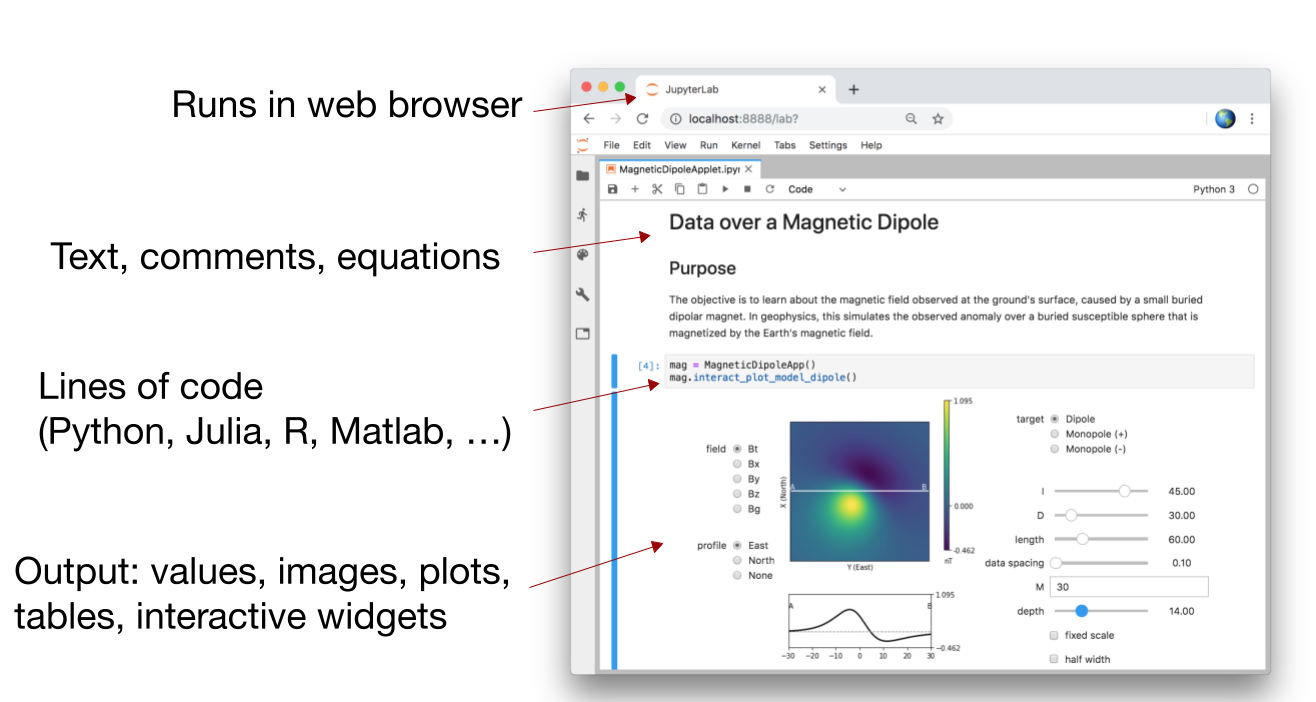 Runs in web browser
Text, comments, equations
Lines of code
(Python, Julia, R, Matlab, …)
Output: values, images, plots,
tables, interactive widgets
JupyterLab
localhost:8888/lab?
File Edit View Run Kernel Tabs Settings Help
MagneticDipoleApplet.ipyr
Code
Python 3
Data over a Magnetic Dipole
Purpose
The objective is to learn about the magnetic field observed at the ground's surface, caused by a small buried
dipolar magnet. In geophysics, this simulates the observed anomaly over a buried susceptible sphere that is
magnetized by the Earth's magnetic field.
[4]: mag = MagneticDipoleApp()
mag.interact_plot_model_dipole()
field Bt
Bx
By
Bz
Bg
profile East
North
None
X (North)
A B
Y (East)
1.095
0.000
-0.462
nT
A B
1.095
-0.462
-30 -20 -10 0 10 20 30
target Dipole
Monopole (+)
Monopole (-)
I 45.00
D 30.00
length 60.00
data spacing 0.10
M 30
depth 14.00
fixed scale
half width